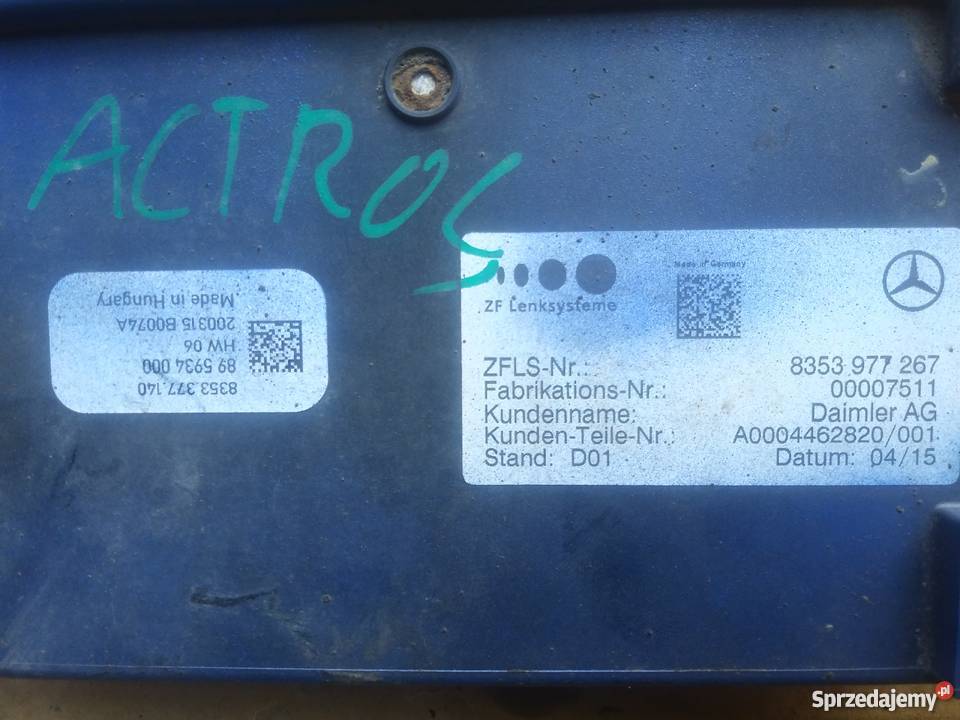 ACTROS
8353 377.140
89 5934 000
HW 06
200315 B0074A
Made in Hungary
Made in Germany
ZF Lenksysteme
ZFLS-Nr.: 8353 977 267
Fabrikations-Nr.: 00007511
Kundenname: Daimler AG
Kunden-Teile-Nr.: A0004462820/001
Stand: D01 Datum: 04/15
Sprzedajemy.pl